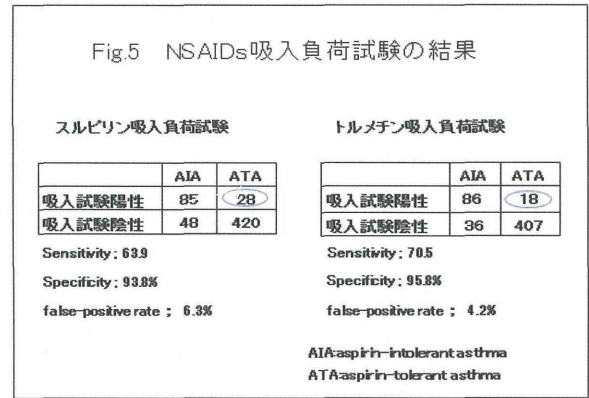 Fig.5 NSAIDs吸入負荷試験の結果
スルピリン吸入負荷試験
AIA ATA
吸入試験陽性 85 28
吸入試験陰性 48 420
Sensitivity ; 63.9
Specificity ; 93.8%
false-positive rate ; 6.3%
トルメチン吸入負荷試験
AIA ATA
吸入試験陽性 86 18
吸入試験陰性 36 407
Sensitivity ; 70.5
Specificity ; 95.8%
false-positive rate ; 4.2%
AIA:aspirin-intolerant asthma
ATA:aspirin-tolerant asthma